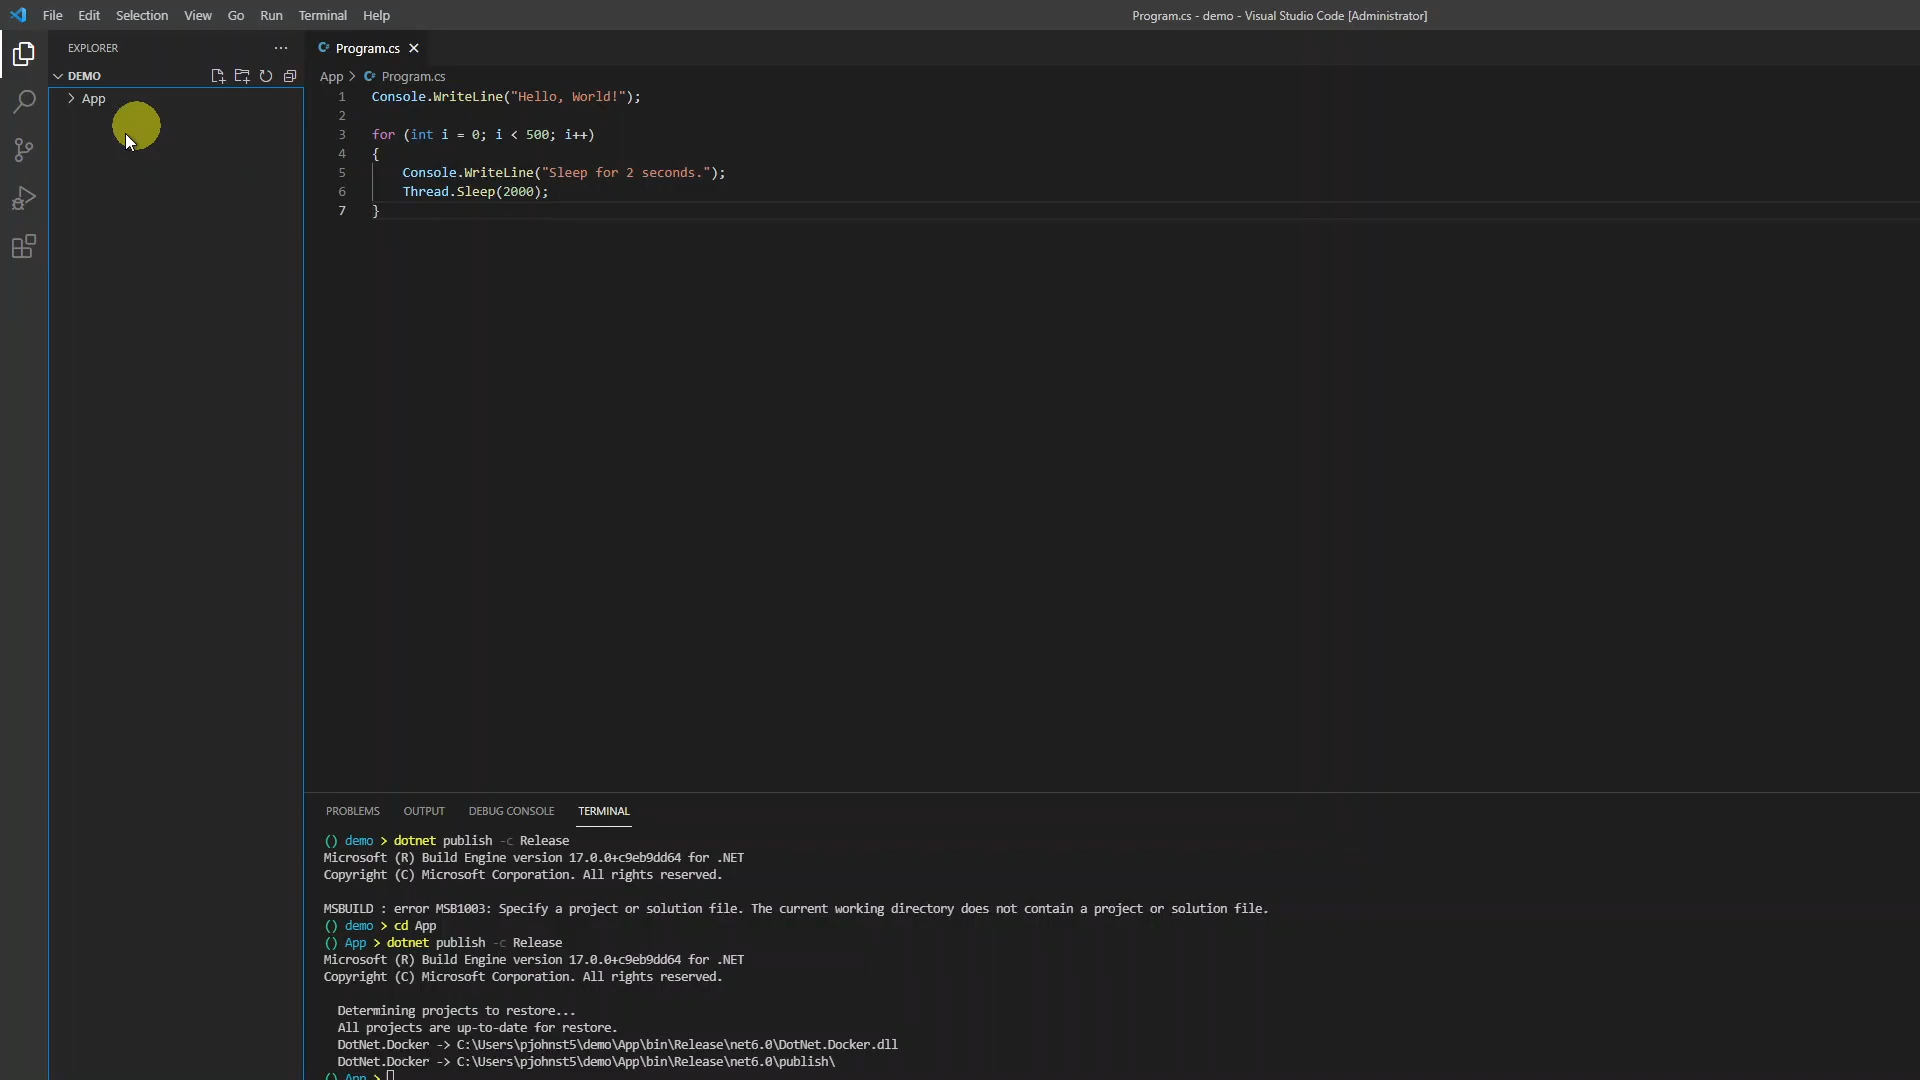 File Edit Selection View Go Run Terminal Help
Program.cs - demo - Visual Studio Code [Administrator]
EXPLORER
Program.cs
DEMO
App
App > Program.cs
1 Console.WriteLine("Hello, World!");
2
3 for (int i = 0; i < 500; i++)
4 {
5     Console.WriteLine("Sleep for 2 seconds.");
6     Thread.Sleep(2000);
7 }
PROBLEMS OUTPUT DEBUG CONSOLE TERMINAL
() demo > dotnet publish -c Release
Microsoft (R) Build Engine version 17.0.0+c9eb9dd64 for .NET
Copyright (C) Microsoft Corporation. All rights reserved.
MSBUILD : error MSB1003: Specify a project or solution file. The current working directory does not contain a project or solution file.
() demo > cd App
() App > dotnet publish -c Release
Microsoft (R) Build Engine version 17.0.0+c9eb9dd64 for .NET
Copyright (C) Microsoft Corporation. All rights reserved.
Determining projects to restore...
All projects are up-to-date for restore.
DotNet.Docker -> C:\Users\pjohnst5\demo\App\bin\Release\net6.0\DotNet.Docker.dll
DotNet.Docker -> C:\Users\pjohnst5\demo\App\bin\Release\net6.0\publish\
() App >